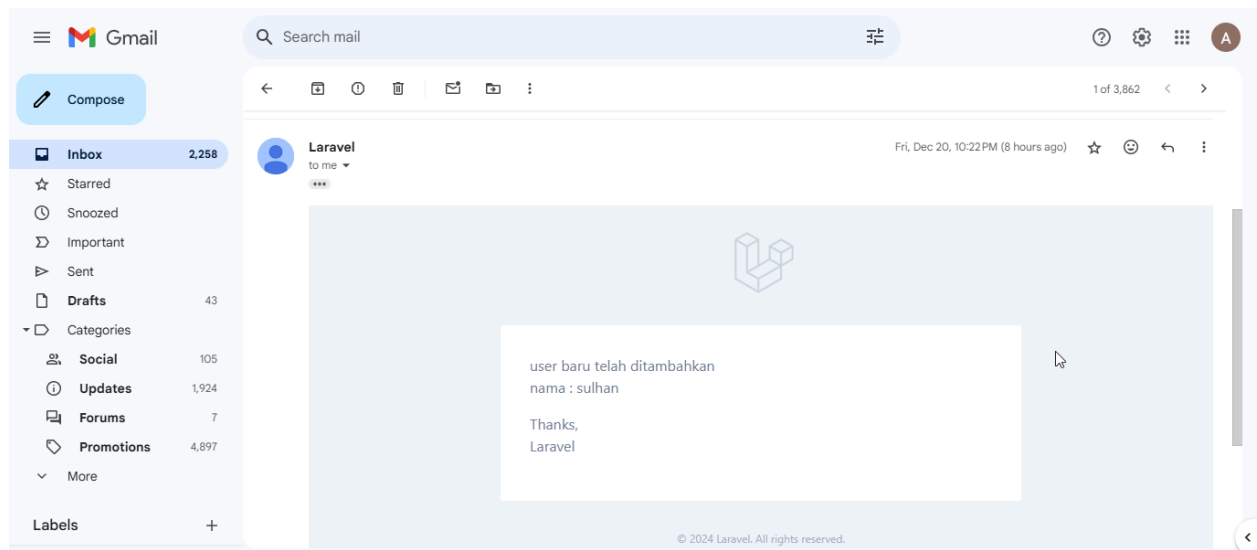 Gmail
Search mail
A
Compose
1 of 3,862
Inbox 2,258
Starred
Snoozed
Important
Sent
Drafts 43
Categories
Social 105
Updates 1,924
Forums 7
Promotions 4,897
More
Labels
Laravel
Fri, Dec 20, 10:22 PM (8 hours ago)
to me
user baru telah ditambahkan
nama : sulhan
Thanks,
Laravel
© 2024 Laravel. All rights reserved.